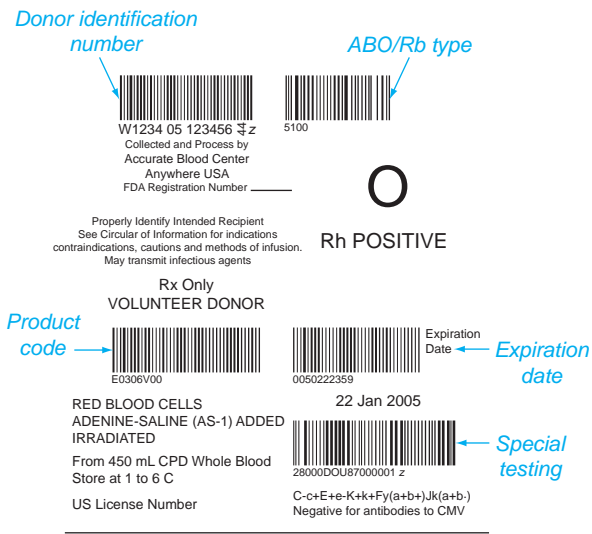 Donor identification
number
ABO/Rb type
W1234 05 123456 44 z
5100
Collected and Process by
Accurate Blood Center
Anywhere USA
FDA Registration Number
O
Rh POSITIVE
Properly Identify Intended Recipient
See Circular of Information for indications
contraindications, cautions and methods of infusion.
May transmit infectious agents
Rx Only
VOLUNTEER DONOR
Product
code
E0306V00
Expiration
Date
0050222359
Expiration
date
RED BLOOD CELLS
ADENINE-SALINE (AS-1) ADDED
IRRADIATED
22 Jan 2005
From 450 mL CPD Whole Blood
Store at 1 to 6 C
28000DOU87000001 z
Special
testing
US License Number
C-c+E+e-K+k+Fy(a+b+)Jk(a+b-)
Negative for antibodies to CMV